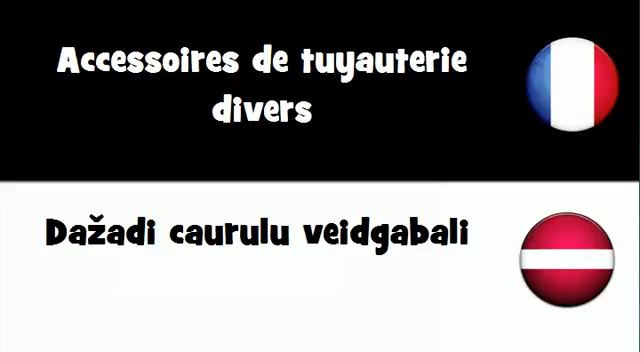 Accessoires de tuyauterie
divers
Dažadi caurulu veidgabali